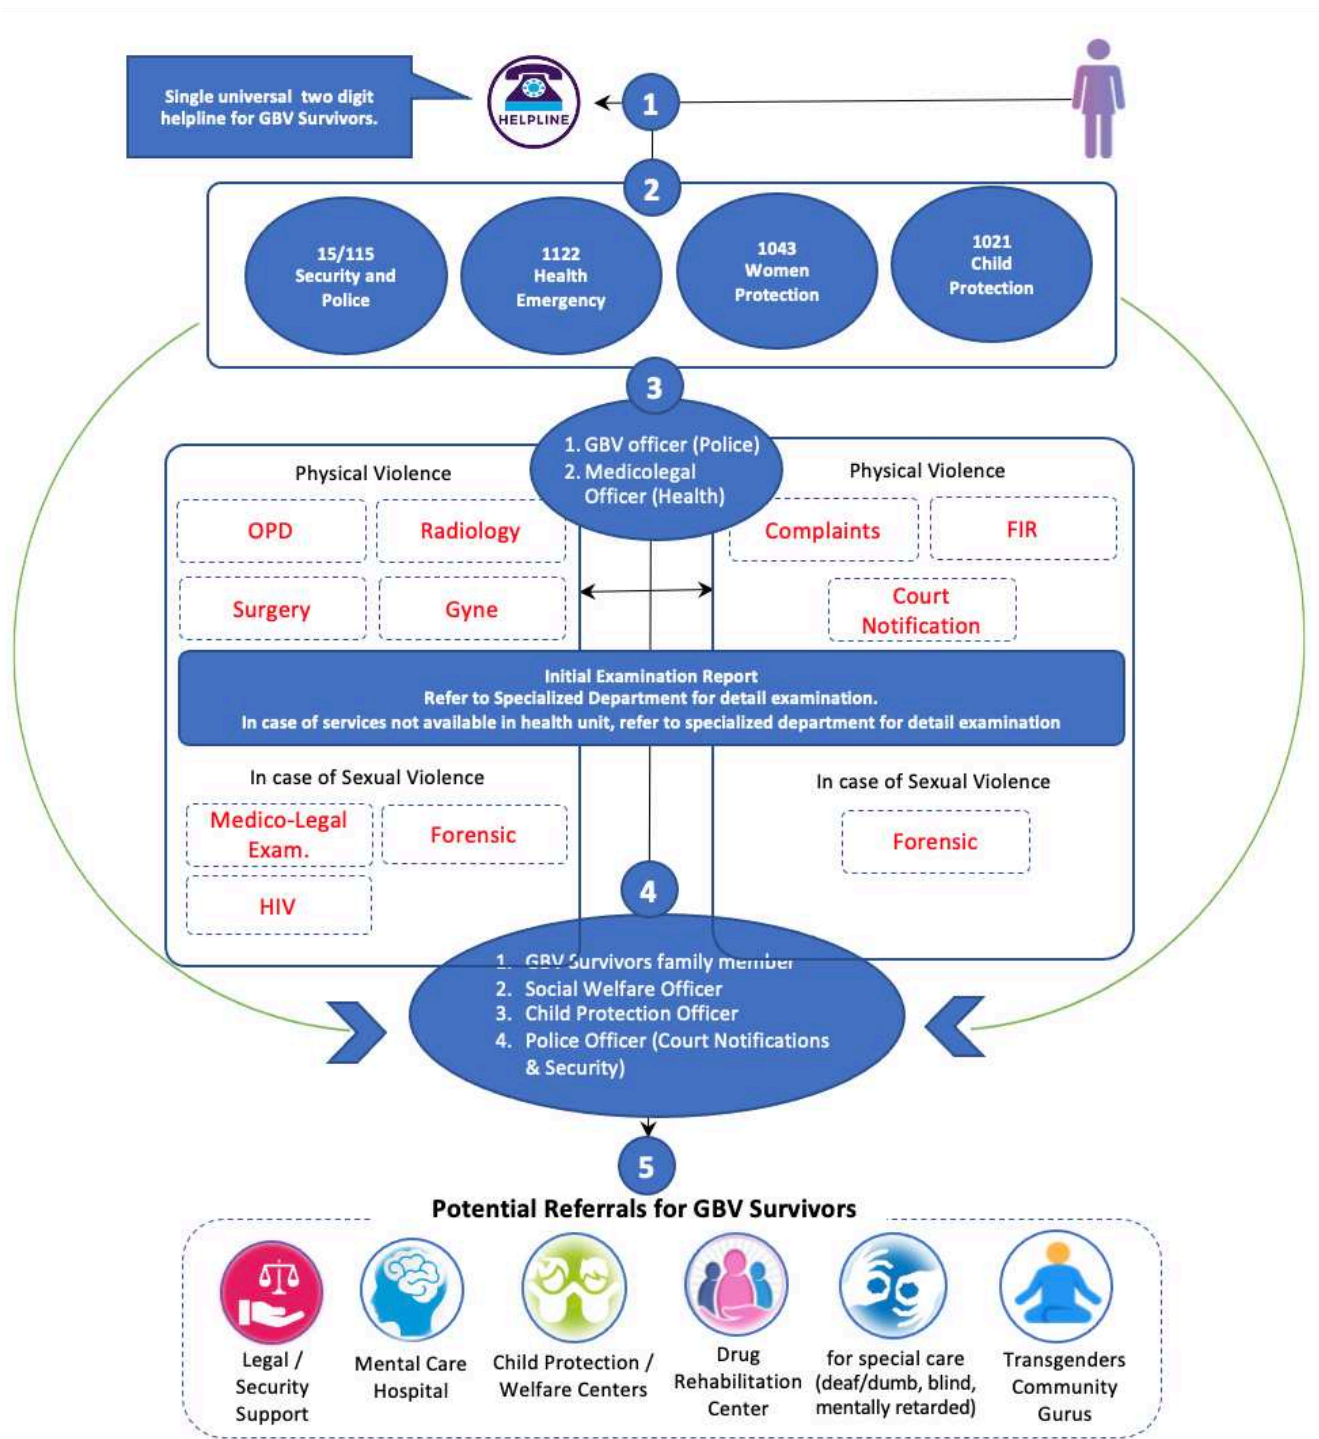 Single universal two digit
helpline for GBV Survivors.
HELPLINE
1
2
15/115
Security and
Police
1122
Health
Emergency
1043
Women
Protection
1021
Child
Protection
3
1. GBV officer (Police)
2. Medicolegal
Officer (Health)
Physical Violence
OPD
Radiology
Surgery
Gyne
Physical Violence
Complaints
FIR
Court
Notification
Initial Examination Report
Refer to Specialized Department for detail examination.
In case of services not available in health unit, refer to specialized department for detail examination
In case of Sexual Violence
Medico-Legal
Exam.
Forensic
HIV
In case of Sexual Violence
Forensic
4
1. GBV Survivors family member
2. Social Welfare Officer
3. Child Protection Officer
4. Police Officer (Court Notifications
& Security)
5
Potential Referrals for GBV Survivors
Legal /
Security
Support
Mental Care
Hospital
Child Protection /
Welfare Centers
Drug
Rehabilitation
Center
for special care
(deaf/dumb, blind,
mentally retarded)
Transgenders
Community
Gurus